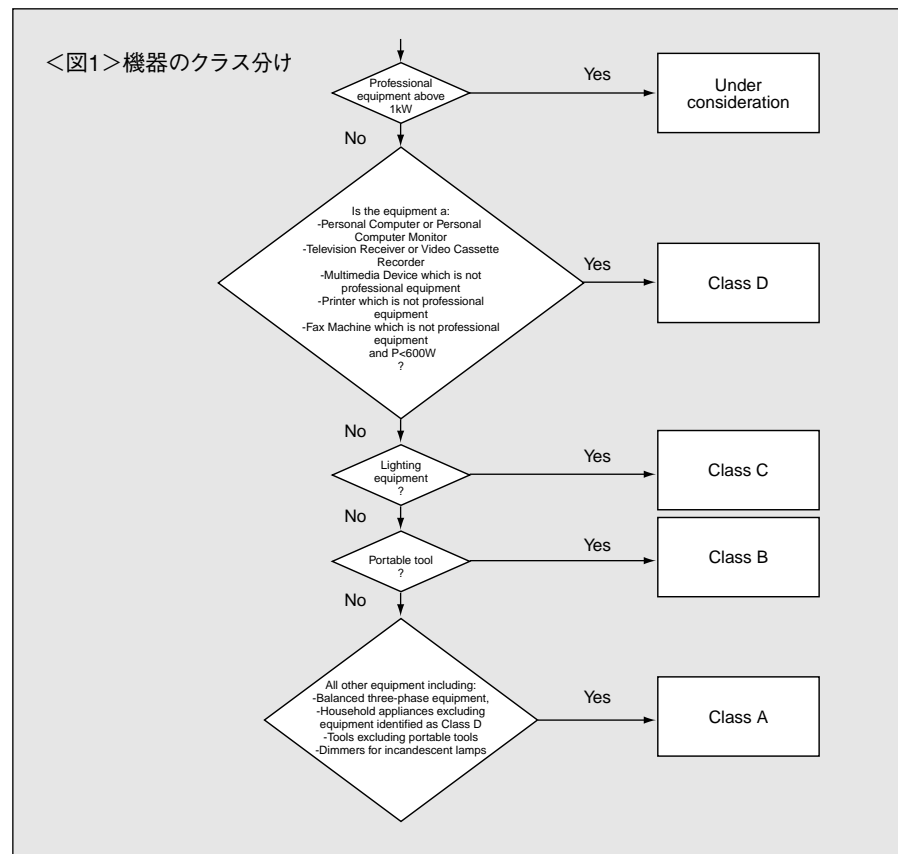 <図1>機器のクラス分け
Professional
equipment above
1kW
Yes
Under
consideration
No
Is the equipment a:
-Personal Computer or Personal
Computer Monitor
-Television Receiver or Video Cassette
Recorder
-Multimedia Device which is not
professional equipment
-Printer which is not professional
equipment
-Fax Machine which is not professional
equipment
and P<600W
?
Yes
Class D
No
Lighting
equipment
?
Yes
Class C
No
Portable tool
?
Yes
Class B
No
All other equipment including:
-Balanced three-phase equipment,
-Household appliances excluding
equipment identified as Class D
-Tools excluding portable tools
-Dimmers for incandescent lamps
Yes
Class A